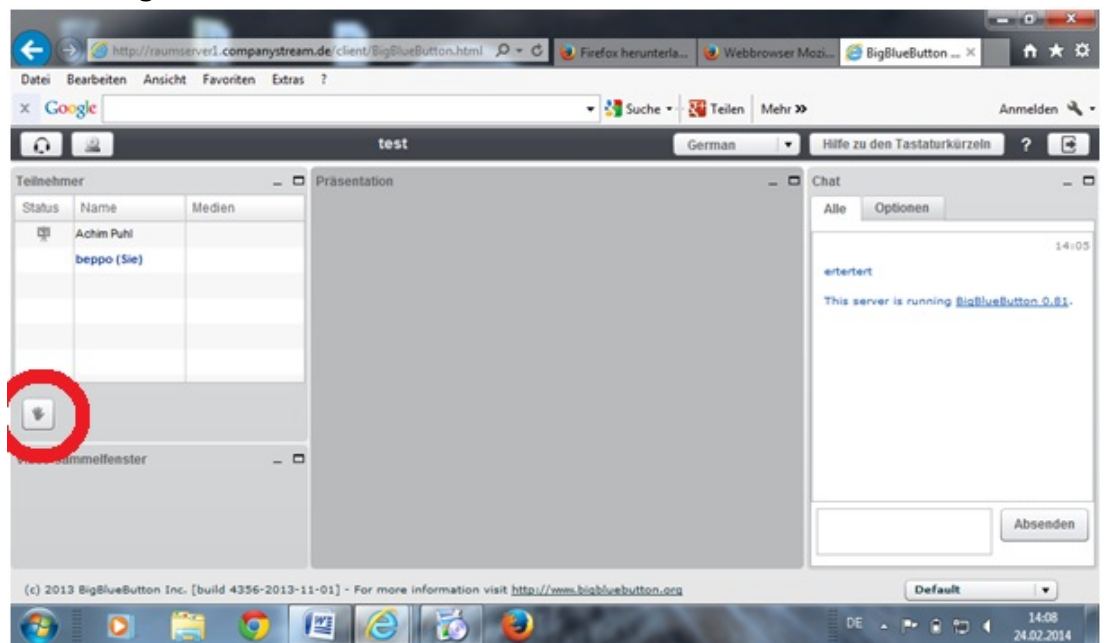 http://raumserver1.companystream.de/client/BigBlueButton.html
Firefox herunterla...
Webbrowser Mozi...
BigBlueButton ...
Datei Bearbeiten Ansicht Favoriten Extras ?
x Google
Suche
Teilen
Mehr »
Anmelden
test
German
Hilfe zu den Tastaturkürzeln
?
Teilnehmer
Status Name Medien
Achim Puhl
beppo (Sie)
Video-Sammelfenster
Präsentation
Chat
Alle Optionen
14:05
ertertert
This server is running BigBlueButton 0.81.
Absenden
(c) 2013 BigBlueButton Inc. [build 4356-2013-11-01] - For more information visit http://www.bigbluebutton.org
Default
DE
14:08
24.02.2014